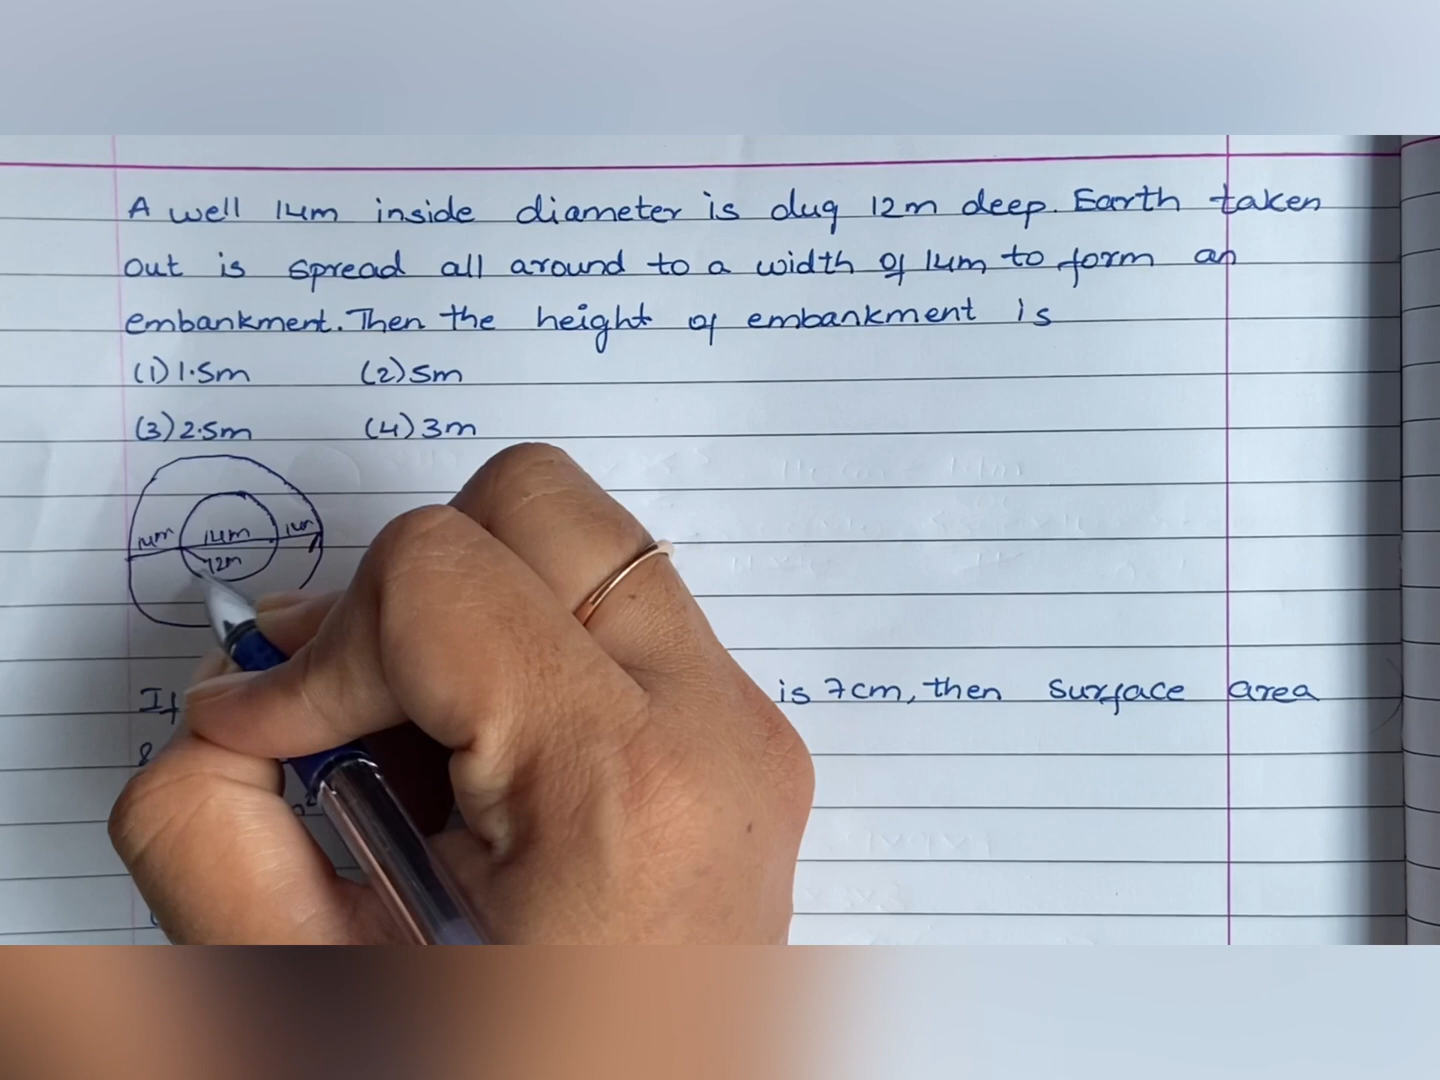 A well 14m inside diameter is dug 12m deep. Earth taken
out is spread all around to a width of 14m to form an
embankment. Then the height of embankment is
(1) 1.5m (2) 5m
(3) 2.5m (4) 3m
14m 14m 14m
12m
If is 7cm, then surface area